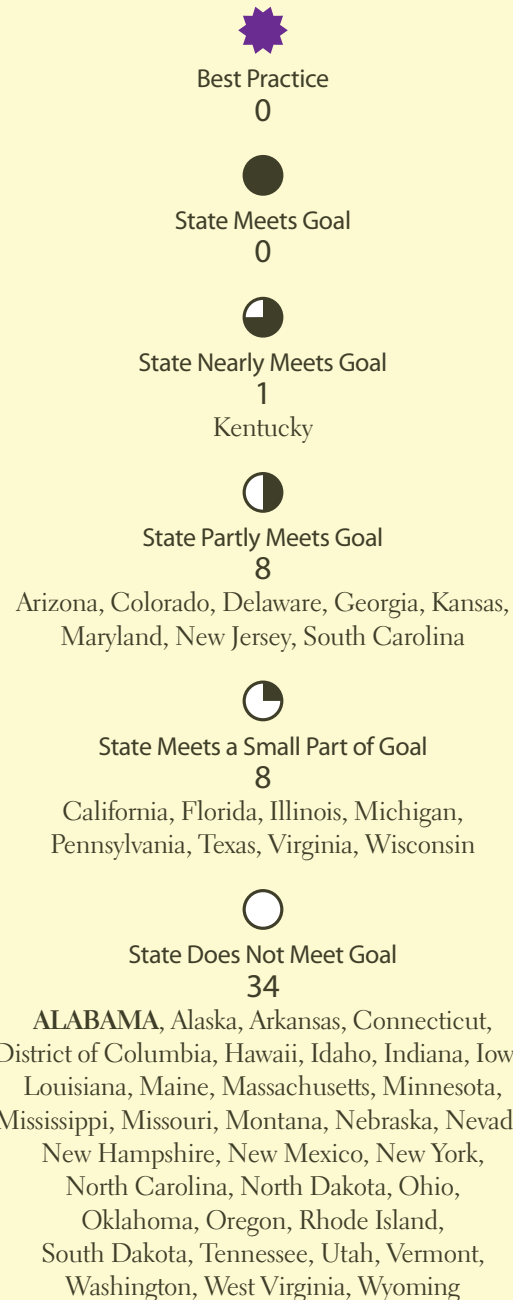 Best Practice
0
State Meets Goal
0
State Nearly Meets Goal
1
Kentucky
State Partly Meets Goal
8
Arizona, Colorado, Delaware, Georgia, Kansas,
Maryland, New Jersey, South Carolina
State Meets a Small Part of Goal
8
California, Florida, Illinois, Michigan,
Pennsylvania, Texas, Virginia, Wisconsin
State Does Not Meet Goal
34
ALABAMA, Alaska, Arkansas, Connecticut,
District of Columbia, Hawaii, Idaho, Indiana, Iow
Louisiana, Maine, Massachusetts, Minnesota,
Mississippi, Missouri, Montana, Nebraska, Nevad
New Hampshire, New Mexico, New York,
North Carolina, North Dakota, Ohio,
Oklahoma, Oregon, Rhode Island,
South Dakota, Tennessee, Utah, Vermont,
Washington, West Virginia, Wyoming